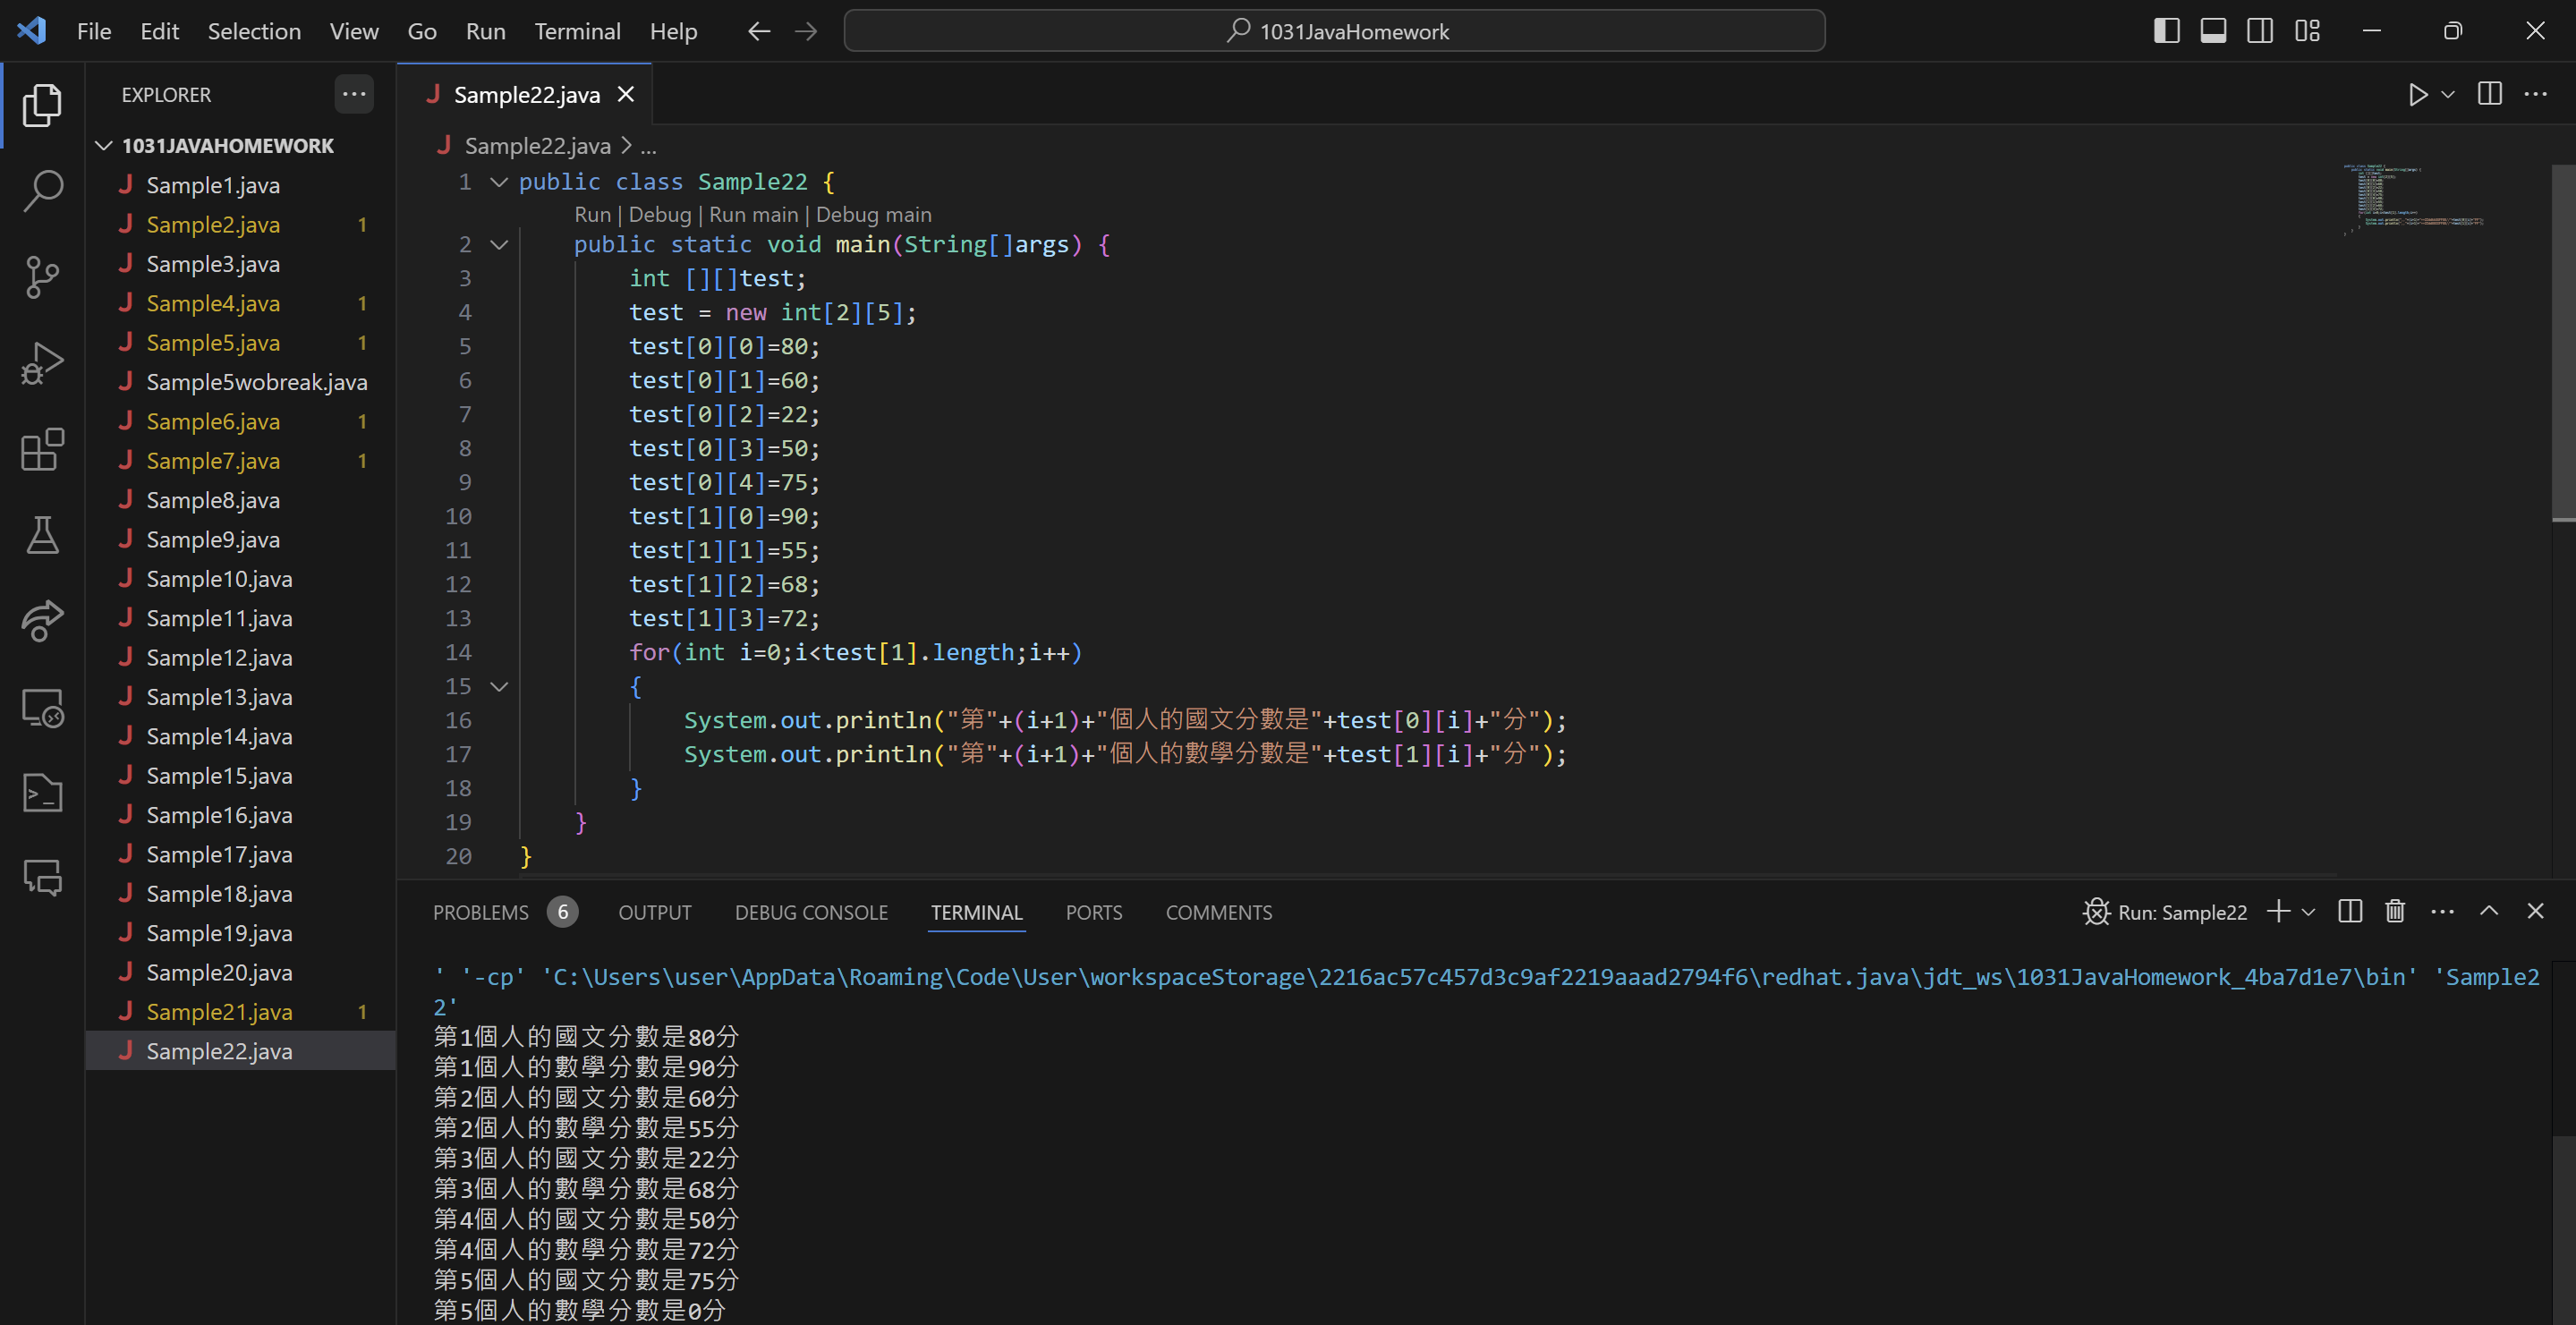 File Edit Selection View Go Run Terminal Help
1031JavaHomework
EXPLORER
1031JAVAHOMEWORK
Sample1.java
Sample2.java 1
Sample3.java
Sample4.java 1
Sample5.java 1
Sample5wobreak.java
Sample6.java 1
Sample7.java 1
Sample8.java
Sample9.java
Sample10.java
Sample11.java
Sample12.java
Sample13.java
Sample14.java
Sample15.java
Sample16.java
Sample17.java
Sample18.java
Sample19.java
Sample20.java
Sample21.java 1
Sample22.java
Sample22.java
Sample22.java > ...
1 public class Sample22 {
Run | Debug | Run main | Debug main
2 public static void main(String[]args) {
3 int [][]test;
4 test = new int[2][5];
5 test[0][0]=80;
6 test[0][1]=60;
7 test[0][2]=22;
8 test[0][3]=50;
9 test[0][4]=75;
10 test[1][0]=90;
11 test[1][1]=55;
12 test[1][2]=68;
13 test[1][3]=72;
14 for(int i=0;i<test[1].length;i++)
15 {
16 System.out.println("第"+(i+1)+"個人的國文分數是"+test[0][i]+"分");
17 System.out.println("第"+(i+1)+"個人的數學分數是"+test[1][i]+"分");
18 }
19 }
20 }
PROBLEMS 6 OUTPUT DEBUG CONSOLE TERMINAL PORTS COMMENTS
Run: Sample22
' '-cp' 'C:\Users\user\AppData\Roaming\Code\User\workspaceStorage\2216ac57c457d3c9af2219aaad2794f6\redhat.java\jdt_ws\1031JavaHomework_4ba7d1e7\bin' 'Sample2
2'
第1個人的國文分數是80分
第1個人的數學分數是90分
第2個人的國文分數是60分
第2個人的數學分數是55分
第3個人的國文分數是22分
第3個人的數學分數是68分
第4個人的國文分數是50分
第4個人的數學分數是72分
第5個人的國文分數是75分
第5個人的數學分數是0分